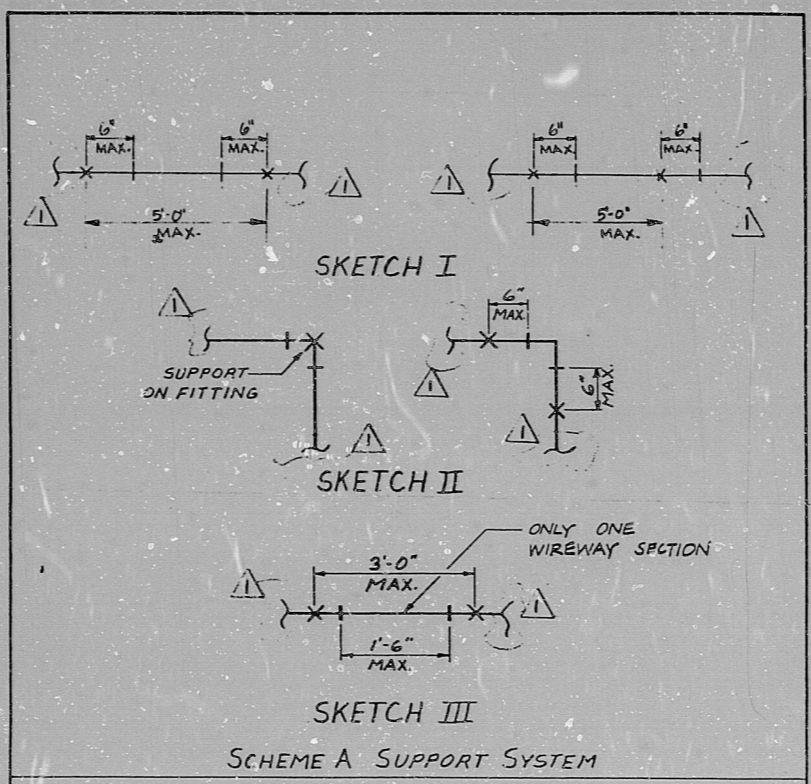 6" 6" 6" 6"
MAX. MAX. MAX MAX.
1 1 1 1
5'-0" 5'-0"
MAX. MAX.
SKETCH I
1 6"
MAX.
SUPPORT
ON FITTING
1 6"
MAX.
1 1
SKETCH II
ONLY ONE
WIREWAY SECTION
3'-0"
MAX.
1 1
1'-6"
MAX.
SKETCH III
SCHEME A SUPPORT SYSTEM